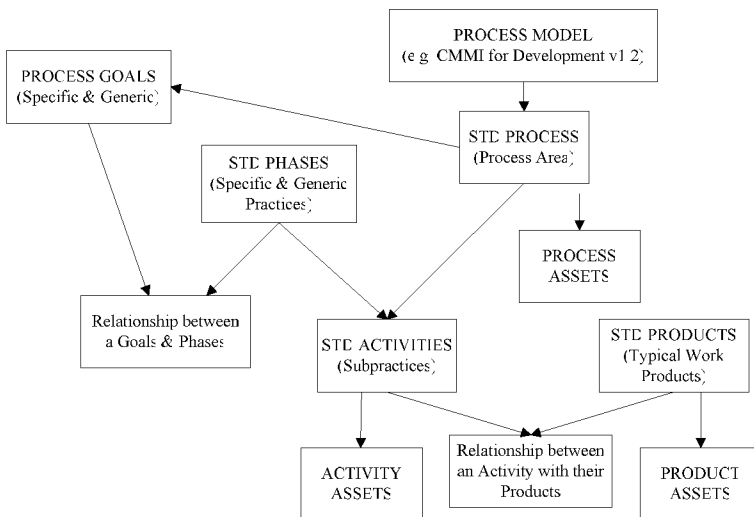 PROCESS MODEL
(e.g. CMMI for Development v1.2)
PROCESS GOALS
(Specific & Generic)
STD PROCESS
(Process Area)
STD PHASES
(Specific & Generic
Practices)
PROCESS
ASSETS
Relationship between
a Goals & Phases
STD ACTIVITIES
(Subpractices)
STD PRODUCTS
(Typical Work
Products)
ACTIVITY
ASSETS
Relationship between
an Activity with their
Products
PRODUCT
ASSETS